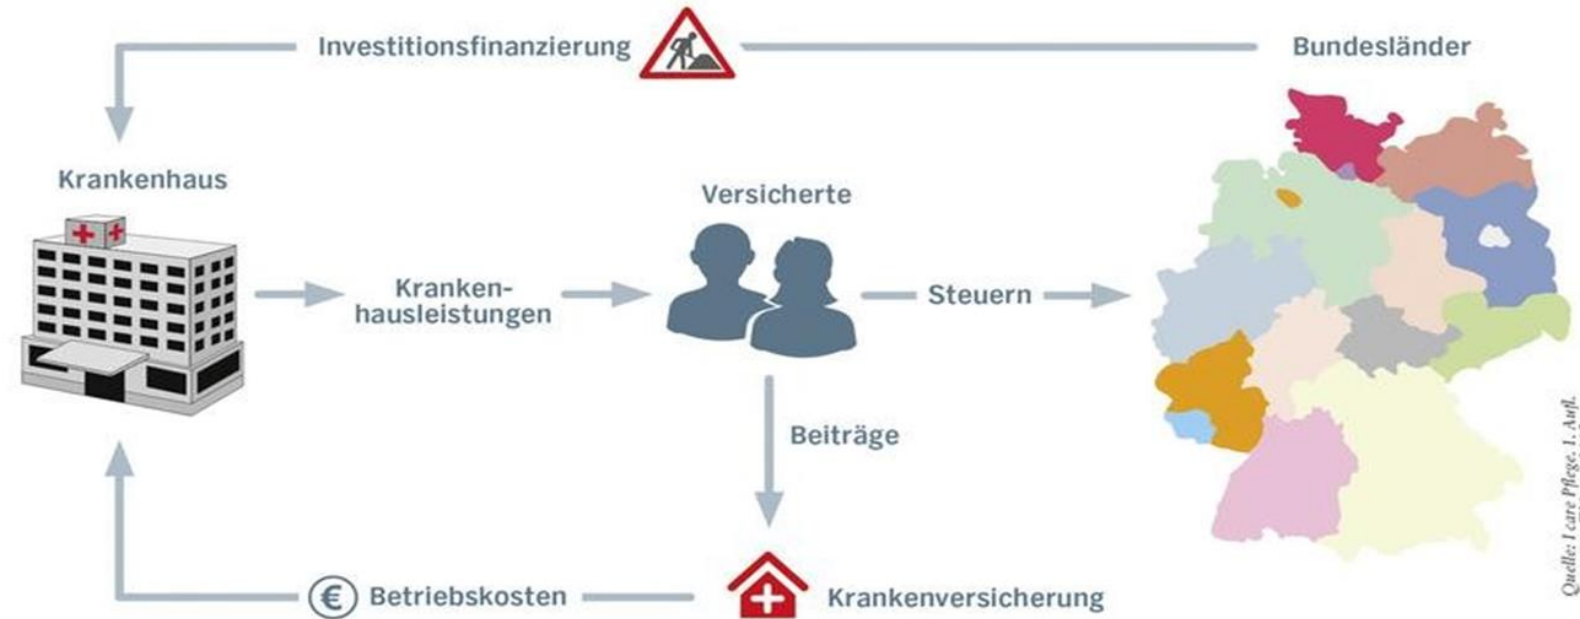 Investitionsfinanzierung
Bundesländer
Krankenhaus
Versicherte
Kranken-
hausleistungen
Steuern
Beiträge
€ Betriebskosten
Krankenversicherung
Quelle: I care Pflege, 1. Aufl.